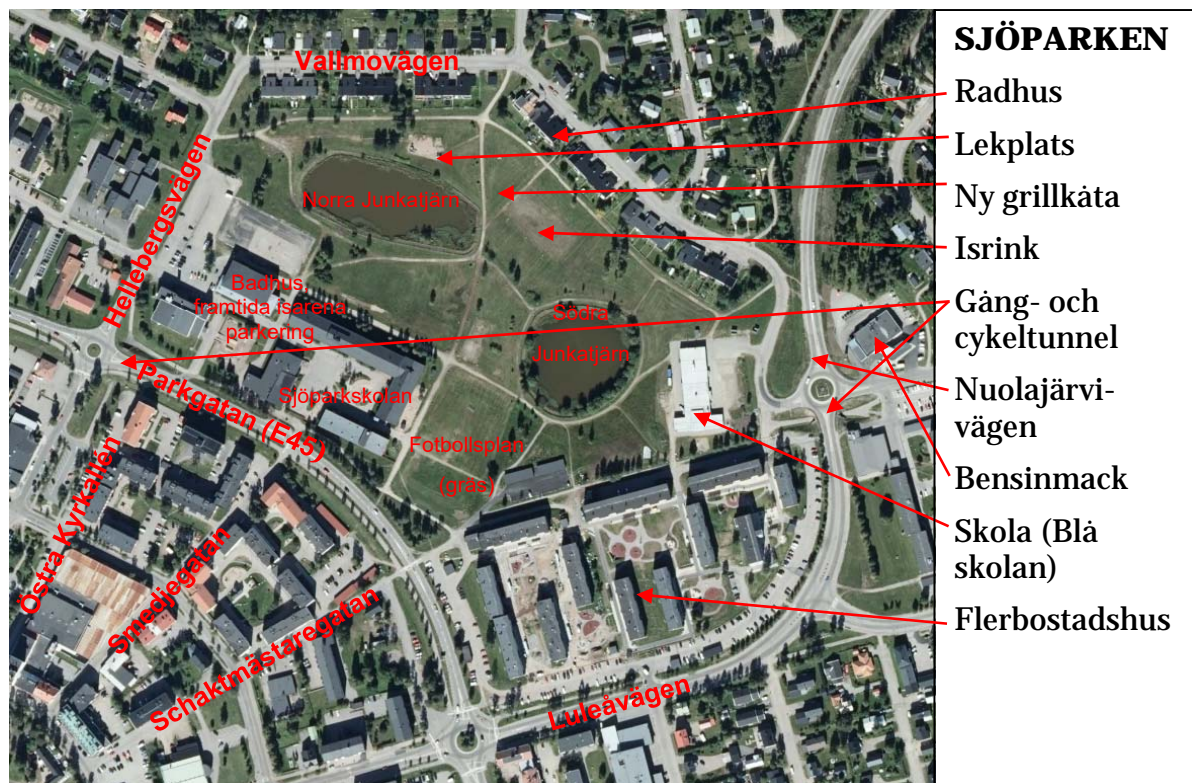 Vallmovägen
Hellebergsvägen
Norra Junkatjärn
Badhus,
framtida isarena
parkering
Södra
Junkatjärn
Parkgatan (E45)
Sjöparkskolan
Fotbollsplan
(gräs)
Östra Kyrkallén
Smedjegatan
Schaktmästaregatan
Luleåvägen
SJÖPARKEN
Radhus
Lekplats
Ny grillkåta
Isrink
Gång- och
cykeltunnel
Nuolajärvi-
vägen
Bensinmack
Skola (Blå
skolan)
Flerbostadshus